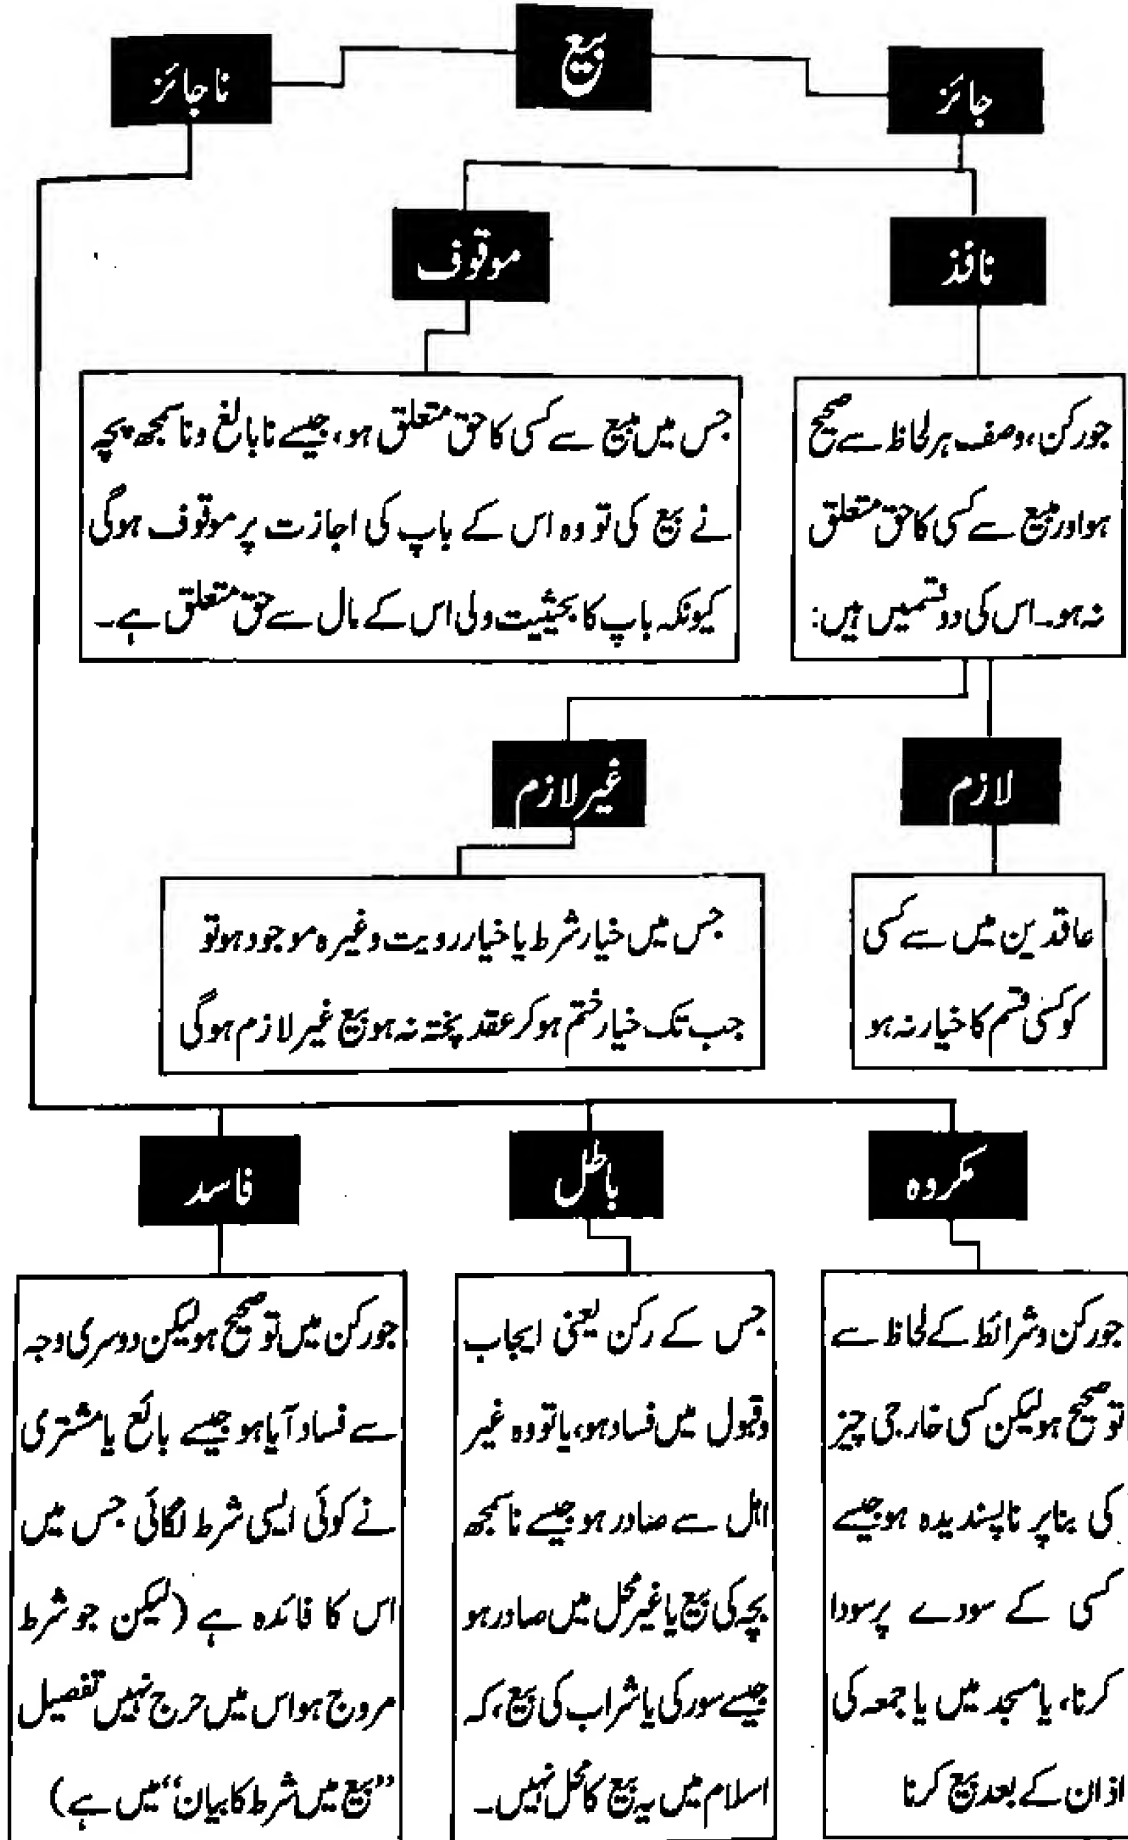 بیع
جائز
ناجائز
نافذ
موقوف
جورکن، وصف ہر لحاظ سے صحیح
ہو اور مبیع سے کسی کا حق متعلق
نہ ہو۔ اس کی دو قسمیں ہیں:
جس میں مبیع سے کسی کا حق متعلق ہو، جیسے نابالغ و ناسمجھ بچہ
نے بیع کی تو وہ اس کے باپ کی اجازت پر موقوف ہوگی
کیونکہ باپ کا بحیثیت ولی اس کے مال سے حق متعلق ہے۔
لازم
غیر لازم
عاقدین میں سے کسی
کو کسی قسم کا خیار نہ ہو
جس میں خیار شرط یا خیار رویت وغیرہ موجود ہو تو
جب تک خیار ختم ہو کر عقد پختہ نہ ہو بیع غیر لازم ہوگی
مکروہ
باطل
فاسد
جو رکن و شرائط کے لحاظ سے
تو صحیح ہو لیکن کسی خارجی چیز
کی بنا پر ناپسندیدہ ہو جیسے
کسی کے سودے پر سودا
کرنا، یا مسجد میں یا جمعہ کی
اذان کے بعد بیع کرنا
جس کے رکن یعنی ایجاب
وقبول میں فساد ہو، یا تو وہ غیر
اہل سے صادر ہو جیسے ناسمجھ
بچہ کی بیع یا غیر محل میں صادر ہو
جیسے سور کی یا شراب کی بیع، کہ
اسلام میں یہ بیع کا محل نہیں۔
جو رکن میں تو صحیح ہو لیکن دوسری وجہ
سے فساد آیا ہو جیسے بائع یا مشتری
نے کوئی ایسی شرط لگائی جس میں
اس کا فائدہ ہے (لیکن جو شرط
مروج ہو اس میں حرج نہیں تفصیل
”بیع میں شرط کا بیان“ میں ہے)